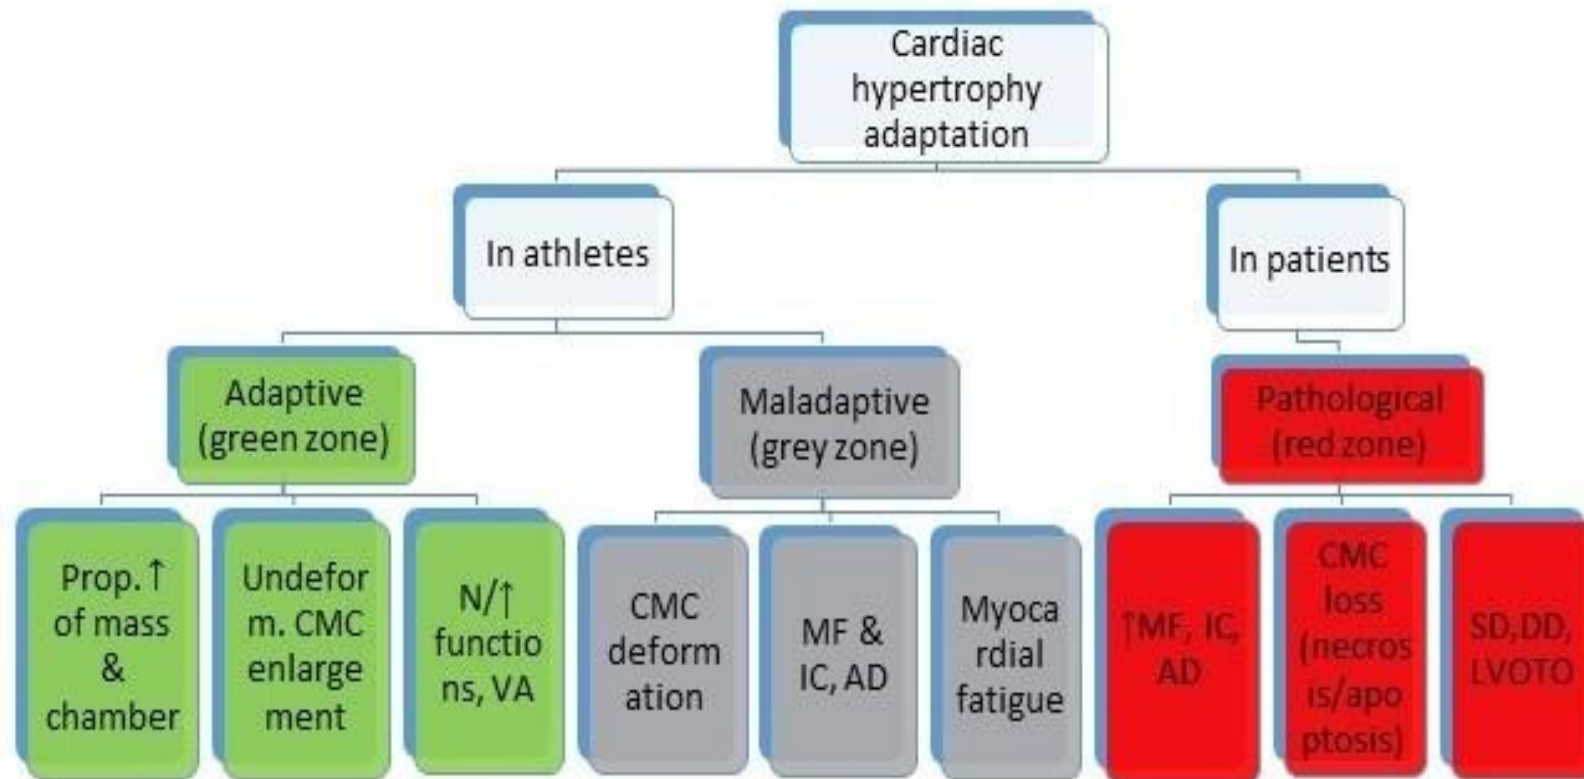 Cardiac
hypertrophy
adaptation
In athletes
In patients
Adaptive
(green zone)
Maladaptive
(grey zone)
Pathological
(red zone)
Prop.↑
of mass
&
chamber
Undefor
m. CMC
enlarge
ment
N/↑
functio
ns, VA
CMC
deform
ation
MF &
IC, AD
Myoca
rdial
fatigue
↑MF, IC,
AD
CMC
loss
(necros
is/apo
ptosis)
SD,DD,
LVOTO